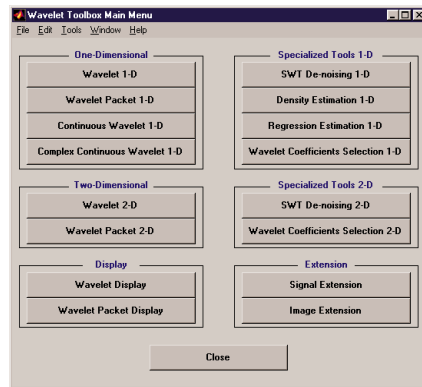 Wavelet Toolbox Main Menu
File Edit Tools Window Help
One-Dimensional
Wavelet 1-D
Wavelet Packet 1-D
Continuous Wavelet 1-D
Complex Continuous Wavelet 1-D
Specialized Tools 1-D
SWT De-noising 1-D
Density Estimation 1-D
Regression Estimation 1-D
Wavelet Coefficients Selection 1-D
Two-Dimensional
Wavelet 2-D
Wavelet Packet 2-D
Specialized Tools 2-D
SWT De-noising 2-D
Wavelet Coefficients Selection 2-D
Display
Wavelet Display
Wavelet Packet Display
Extension
Signal Extension
Image Extension
Close